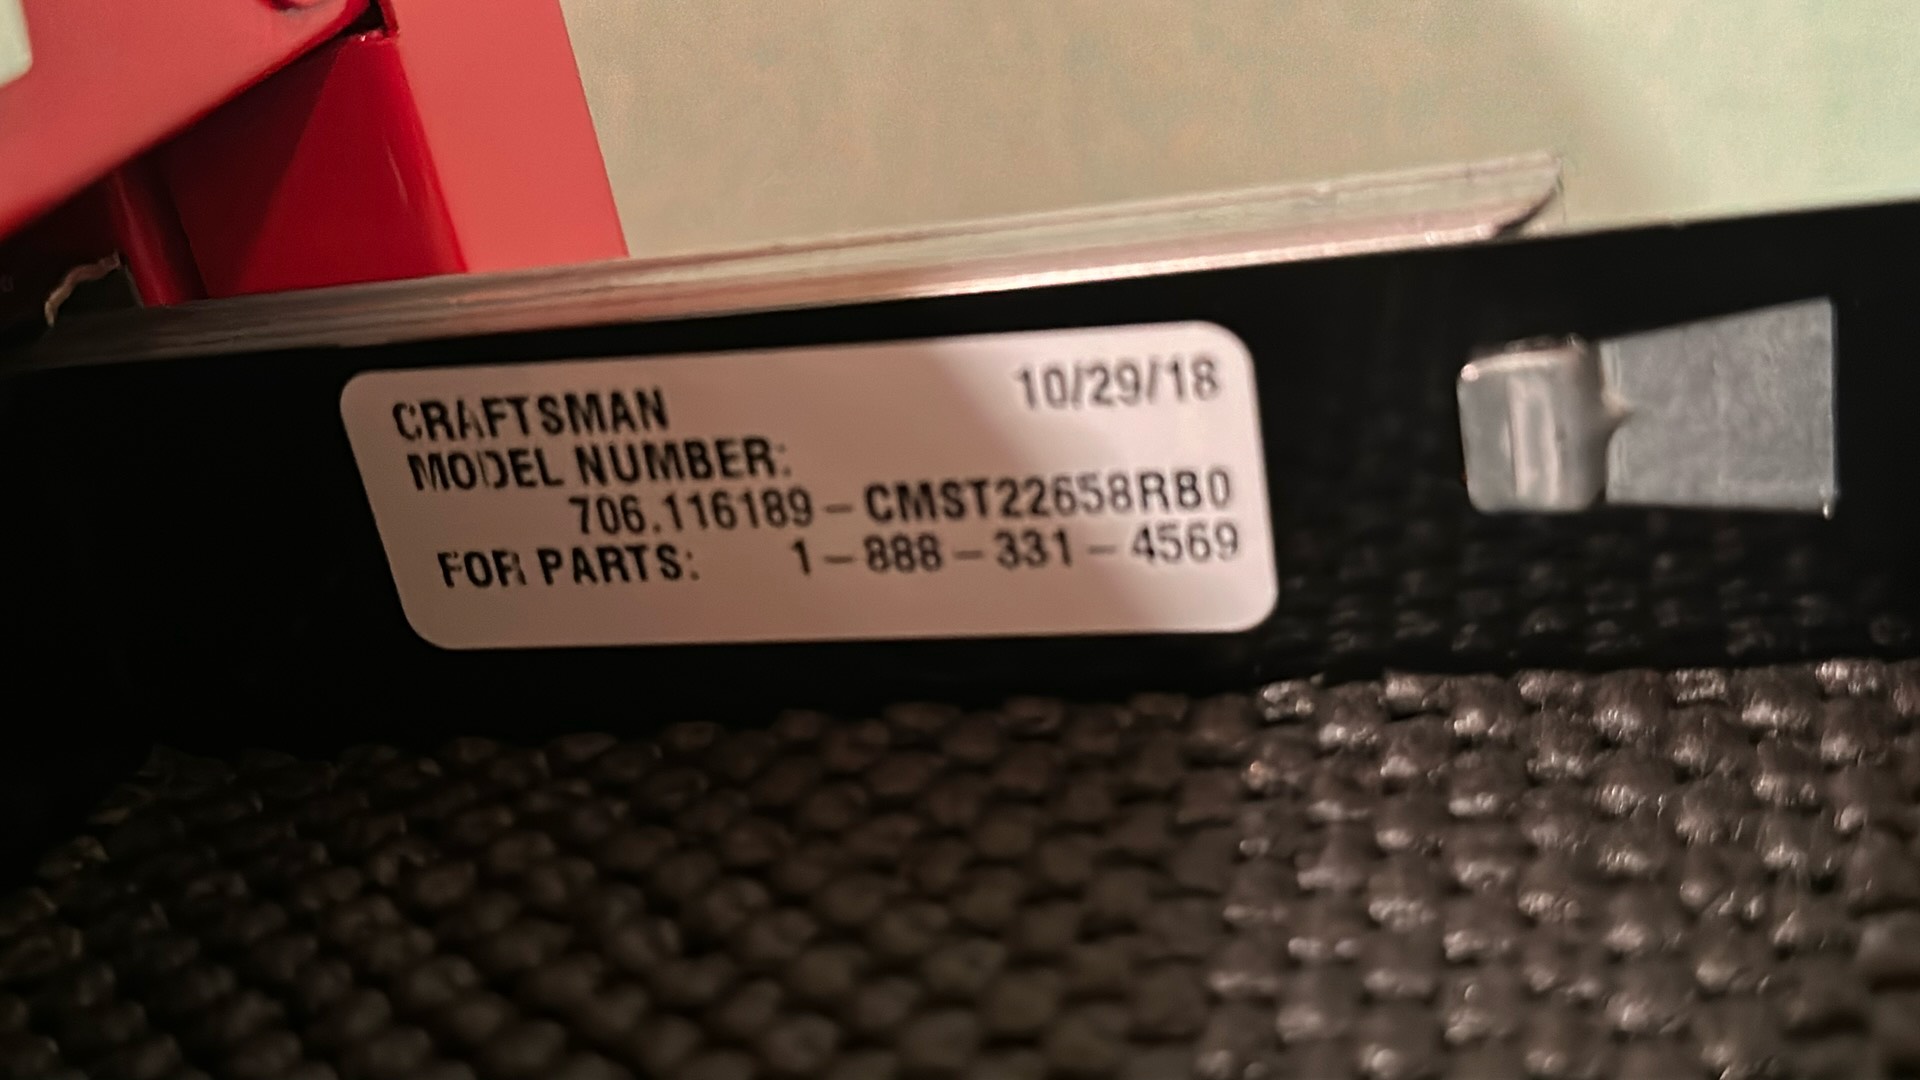 CRAFTSMAN 10/29/18
MODEL NUMBER:
706.116189-CMST22658RB0
FOR PARTS: 1-888-331-4569